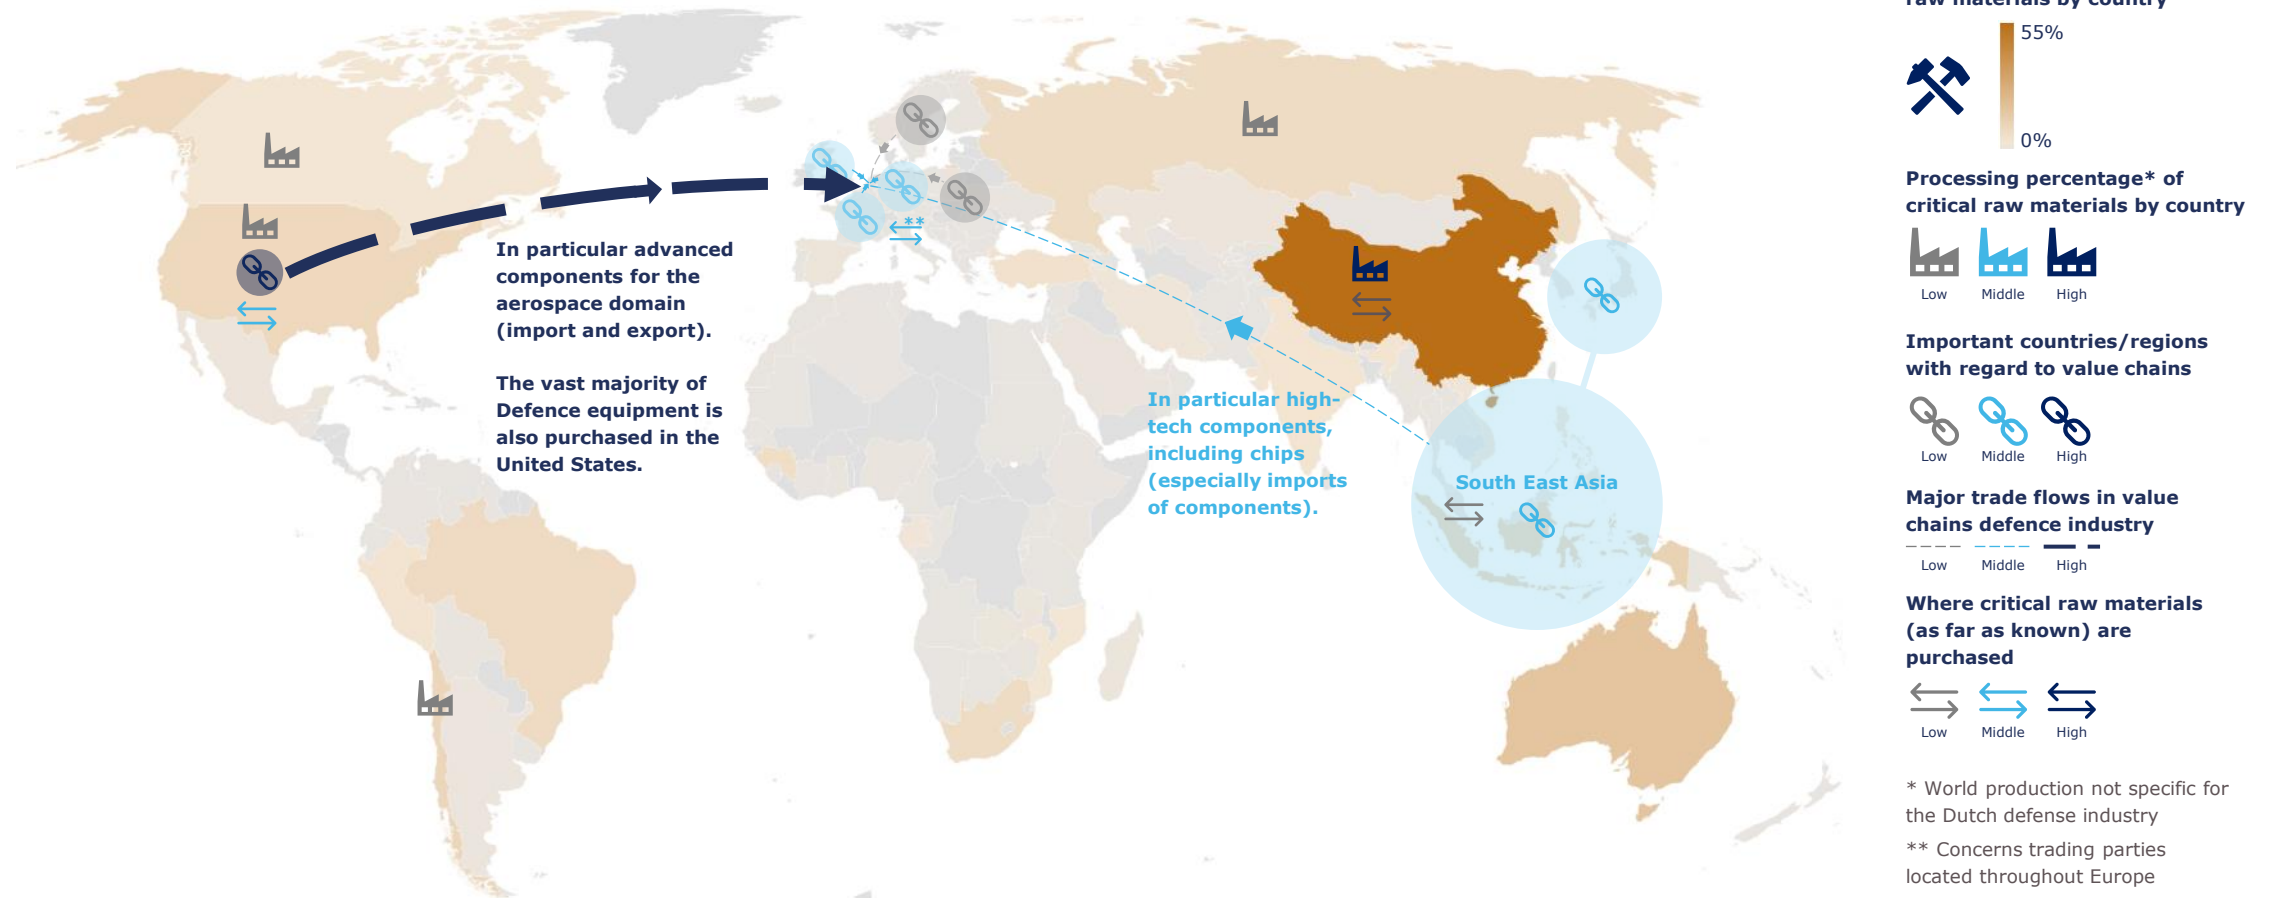 raw materials by country
55%
0%
Processing percentage* of
critical raw materials by country
Low Middle High
Important countries/regions
with regard to value chains
Low Middle High
Major trade flows in value
chains defence industry
Low Middle High
Where critical raw materials
(as far as known) are
purchased
Low Middle High
* World production not specific for
the Dutch defense industry
** Concerns trading parties
located throughout Europe
In particular advanced
components for the
aerospace domain
(import and export).
The vast majority of
Defence equipment is
also purchased in the
United States.
**
In particular high-
tech components,
including chips
(especially imports
of components).
South East Asia